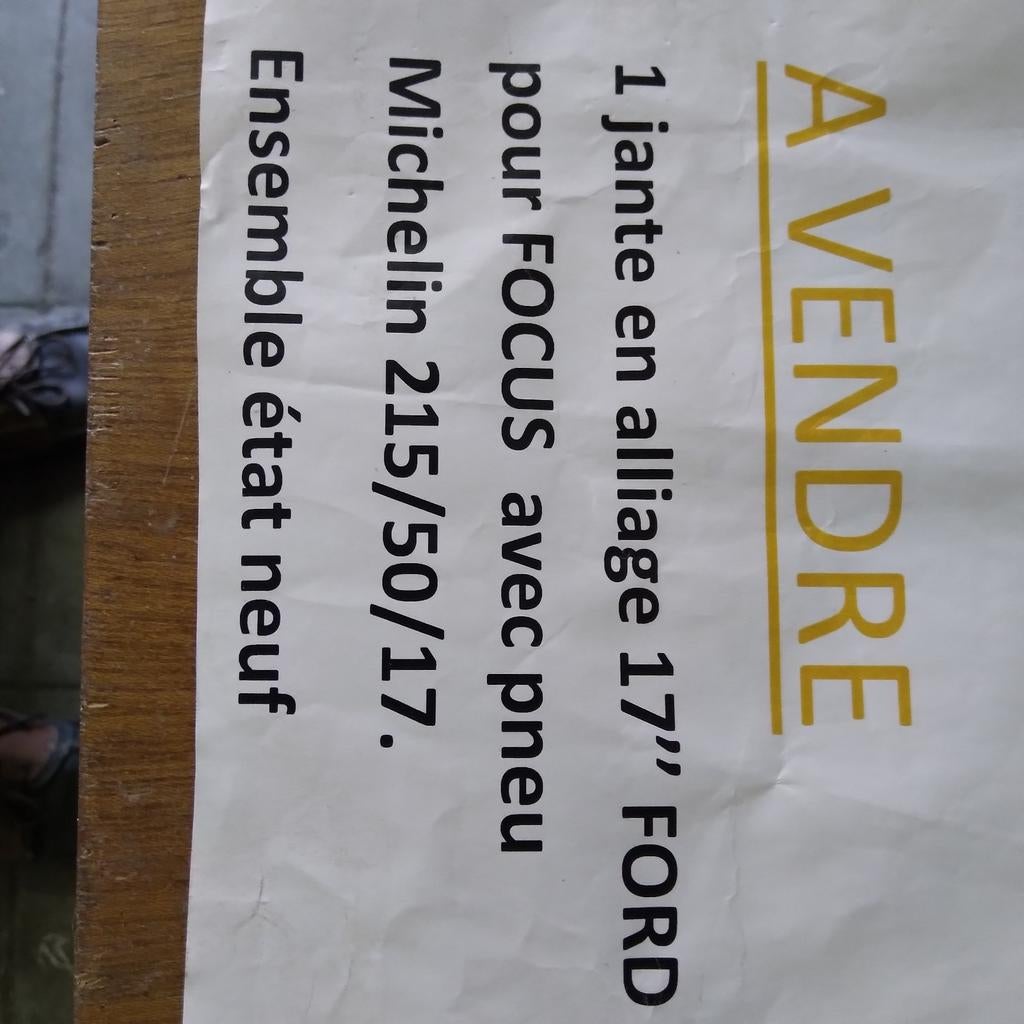 A VENDRE
1 jante en alliage 17’’ FORD
pour FOCUS avec pneu
Michelin 215/50/17.
Ensemble état neuf